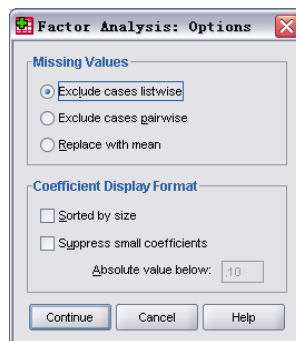 Factor Analysis: Options
Missing Values
Exclude cases listwise
Exclude cases pairwise
Replace with mean
Coefficient Display Format
Sorted by size
Suppress small coefficients
Absolute value below: .10
Continue Cancel Help